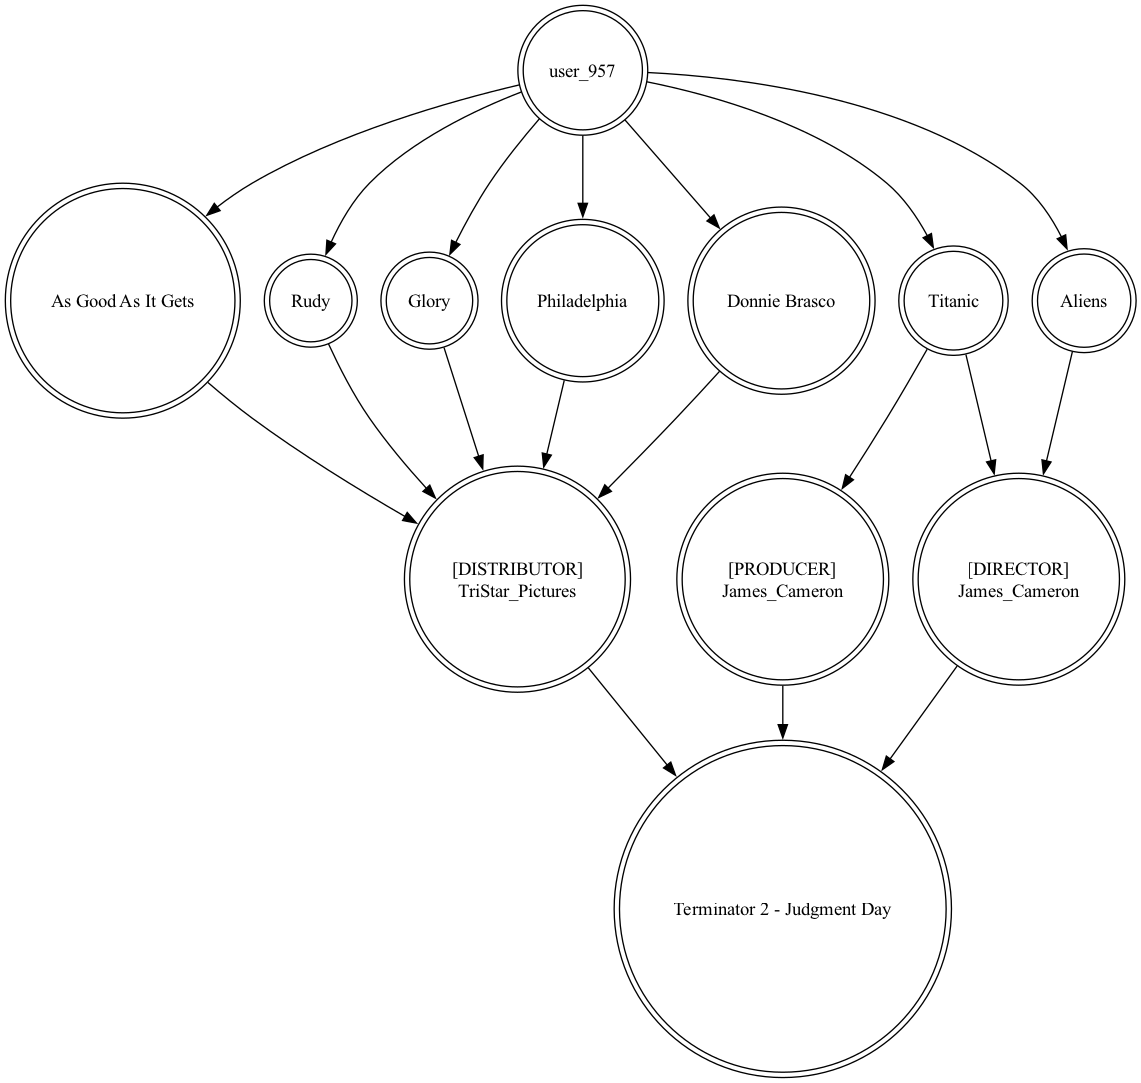 user_957
As Good As It Gets
Rudy
Glory
Philadelphia
Donnie Brasco
Titanic
Aliens
[DISTRIBUTOR]
TriStar_Pictures
[PRODUCER]
James_Cameron
[DIRECTOR]
James_Cameron
Terminator 2 - Judgment Day